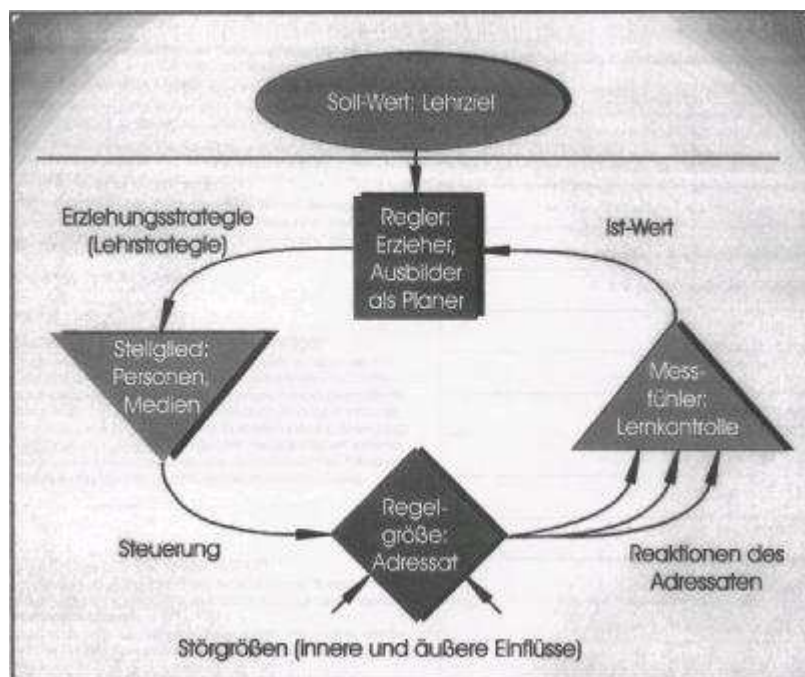 Soll-Wert: Lehrziel
Erziehungsstrategie
(Lehrstrategie)
Regler:
Erzieher,
Ausbilder
als Planer
Ist-Wert
Stellglied:
Personen,
Medien
Mess-
fühler:
Lernkontrolle
Steuerung
Regel-
größe:
Adressat
Reaktionen des
Adressaten
Störgrößen (innere und äußere Einflüsse)